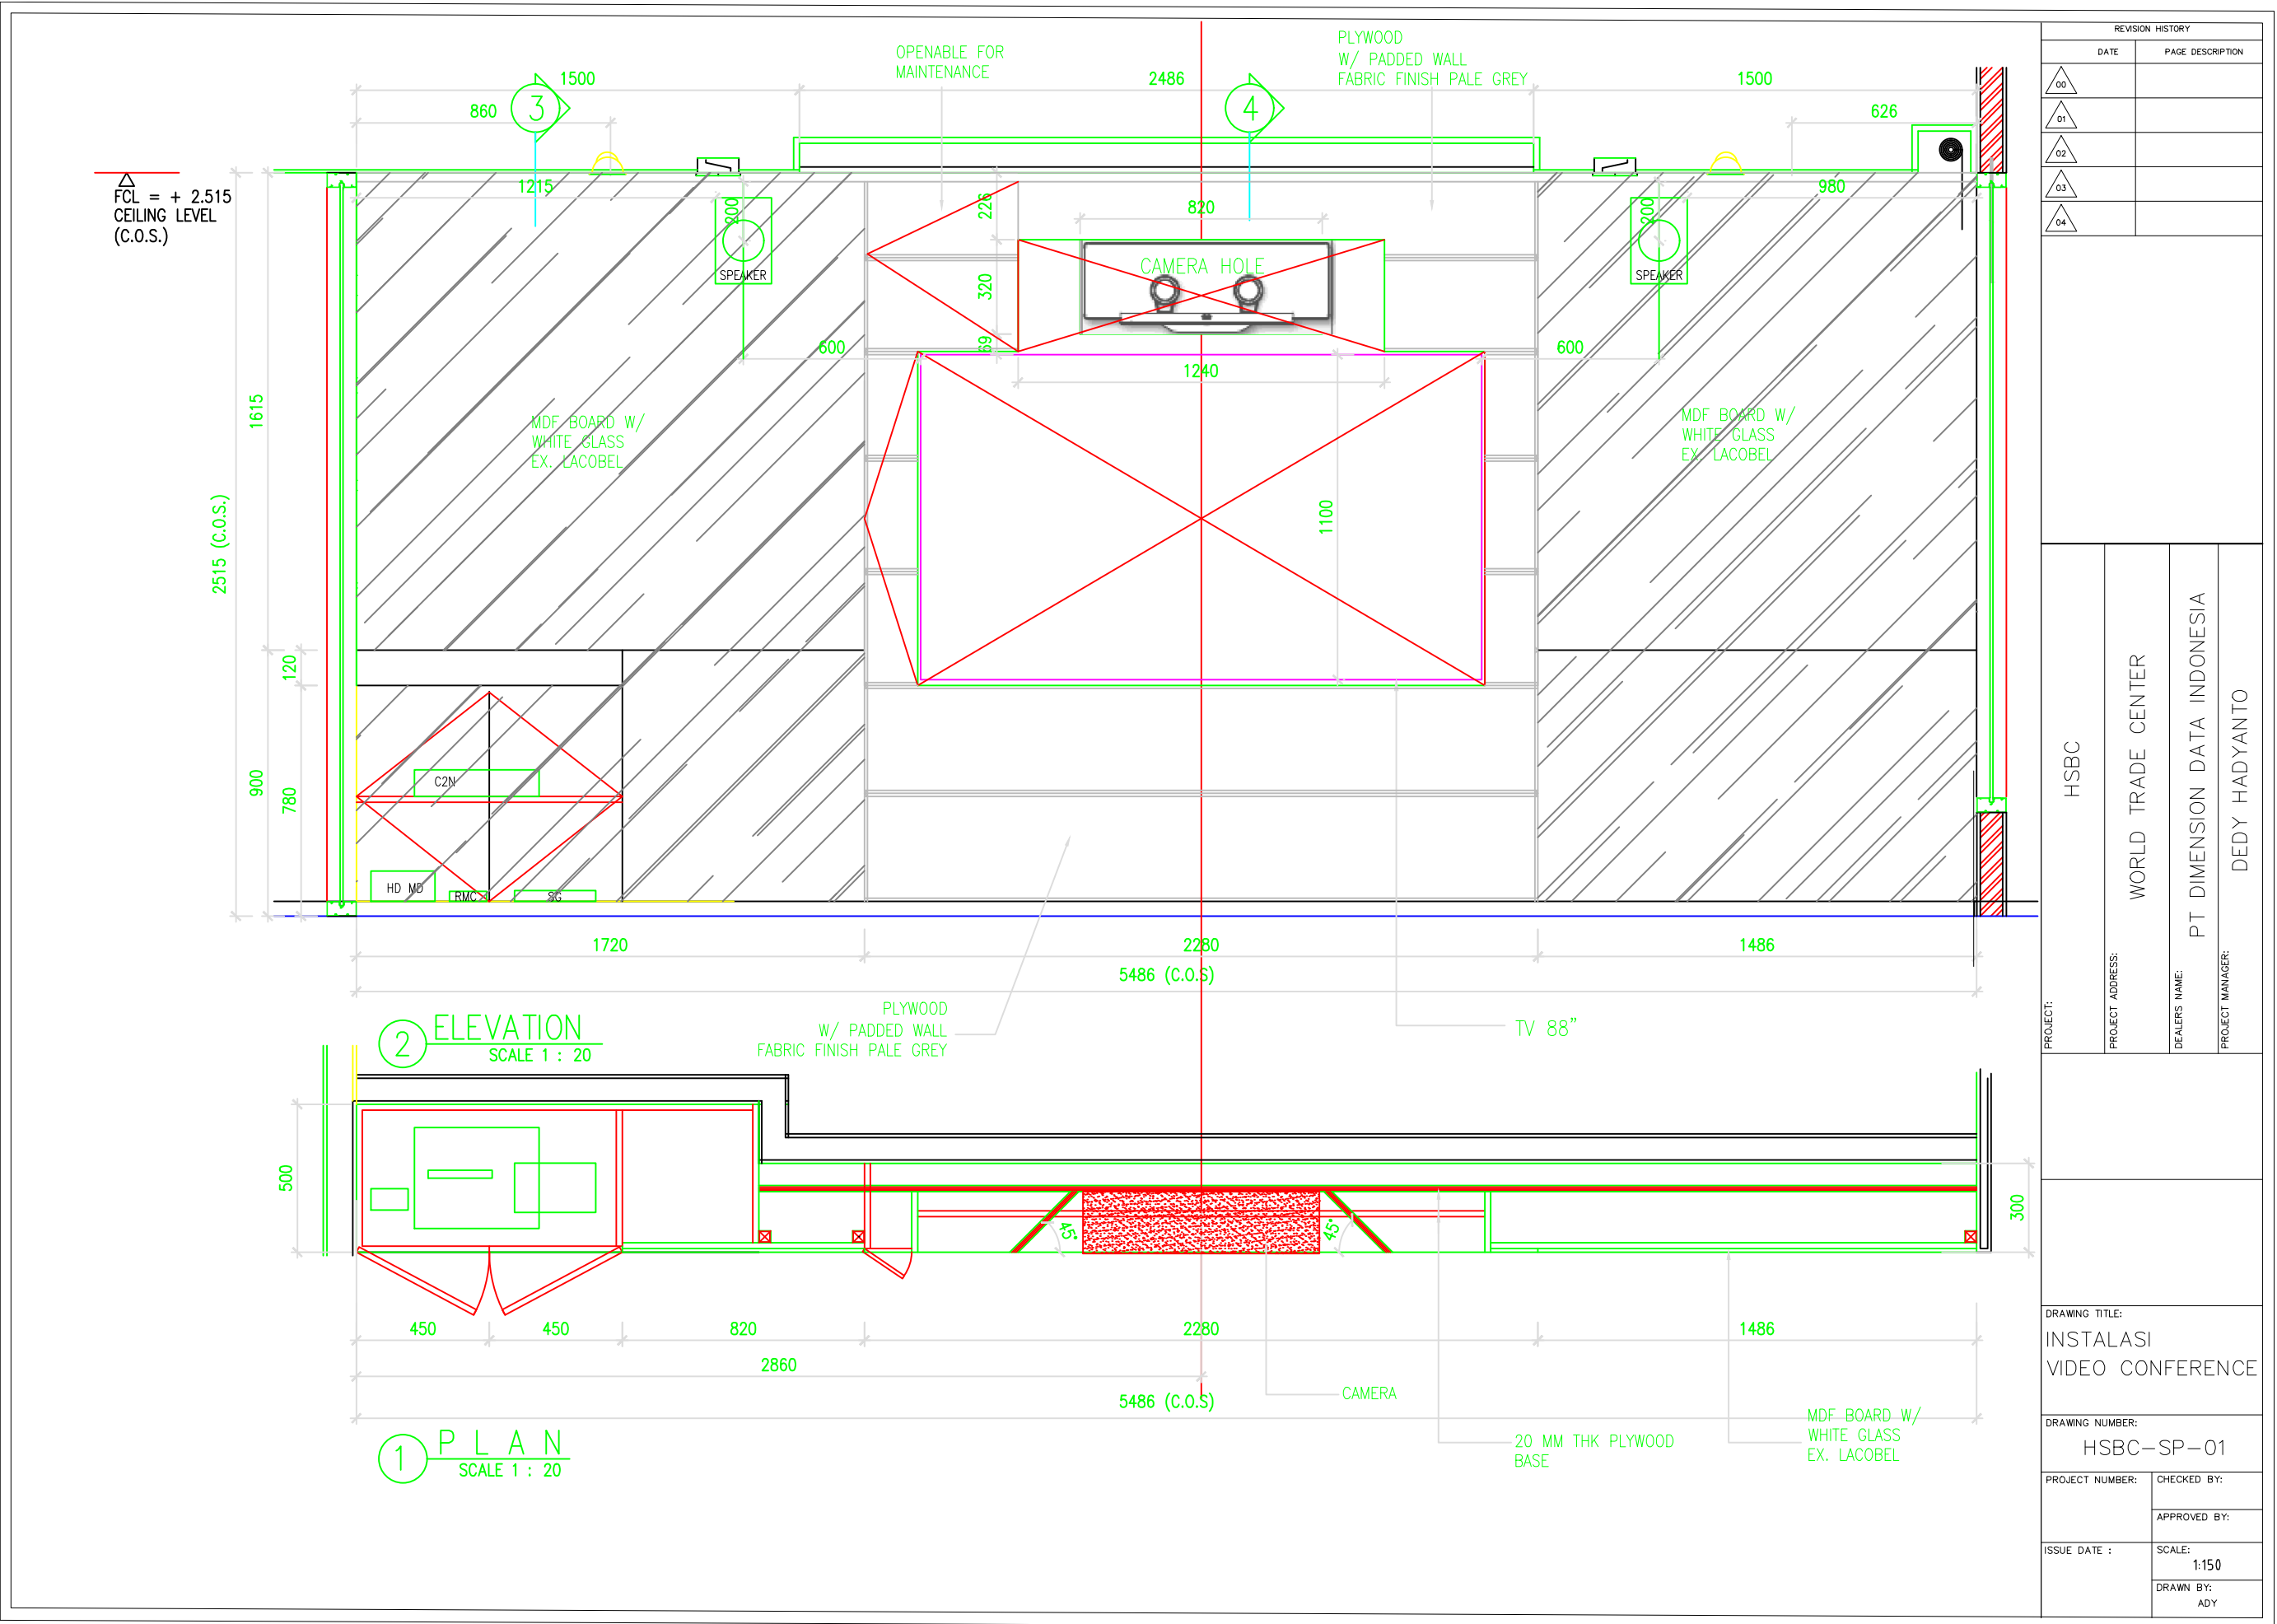 OPENABLE FOR
MAINTENANCE
PLYWOOD
W/ PADDED WALL
FABRIC FINISH PALE GREY
1500
2486
1500
860
3
4
626
FCL = + 2.515
CEILING LEVEL
(C.O.S.)
1215
200
226
820
200
980
SPEAKER
CAMERA HOLE
SPEAKER
320
69
600
600
1240
1615
MDF BOARD W/
WHITE GLASS
EX. LACOBEL
MDF BOARD W/
WHITE GLASS
EX. LACOBEL
2515 (C.O.S.)
1100
120
900
780
C2N
HD MD
RMC
SG
1720
2280
1486
5486 (C.O.S)
PLYWOOD
W/ PADDED WALL
FABRIC FINISH PALE GREY
TV 88"
2
ELEVATION
SCALE 1 : 20
500
45°
45°
300
450
450
820
2280
1486
2860
5486 (C.O.S)
CAMERA
20 MM THK PLYWOOD
BASE
MDF BOARD W/
WHITE GLASS
EX. LACOBEL
1
PLAN
SCALE 1 : 20
REVISION HISTORY
DATE
PAGE DESCRIPTION
00
01
02
03
04
PROJECT:
HSBC
PROJECT ADDRESS:
WORLD TRADE CENTER
DEALERS NAME:
PT DIMENSION DATA INDONESIA
PROJECT MANAGER:
DEDY HADYANTO
DRAWING TITLE:
INSTALASI
VIDEO CONFERENCE
DRAWING NUMBER:
HSBC-SP-01
PROJECT NUMBER:
CHECKED BY:
APPROVED BY:
ISSUE DATE :
SCALE:
1:150
DRAWN BY:
ADY